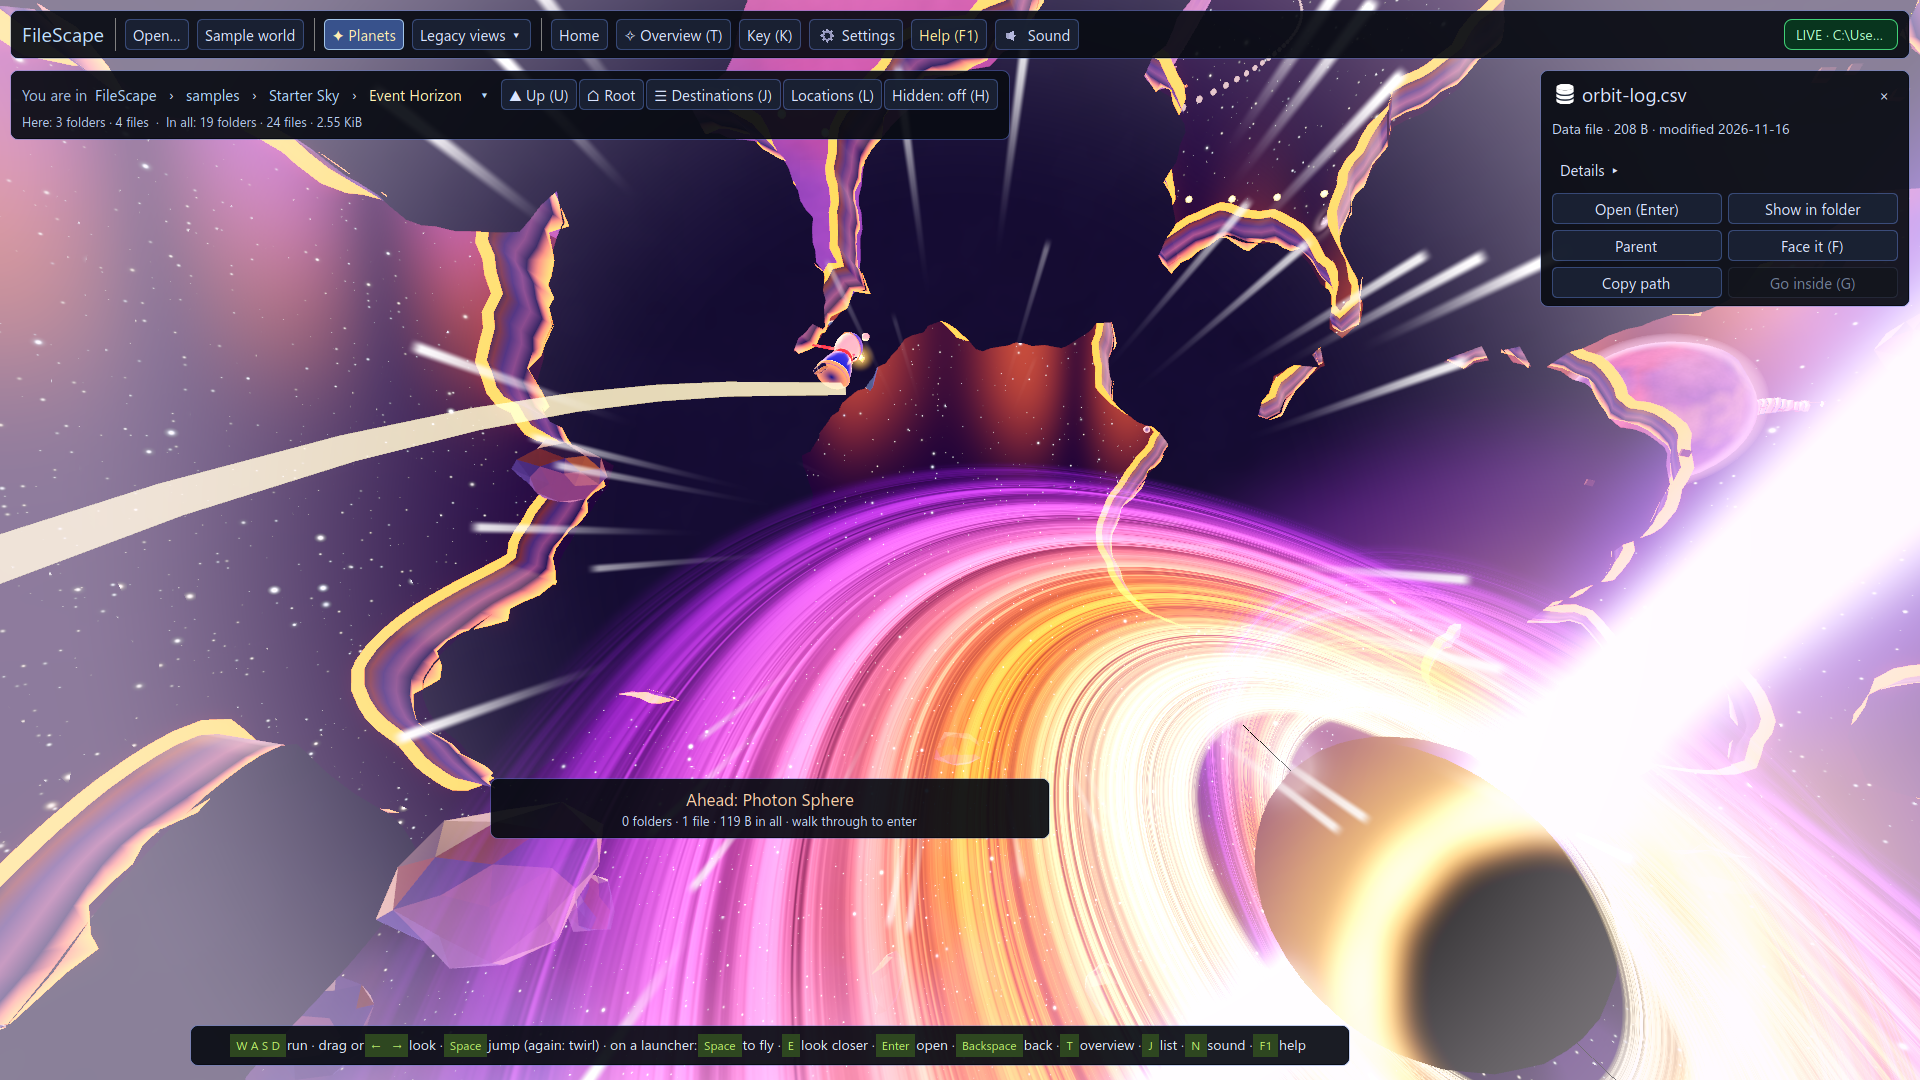 FileScape Open... Sample world ✦ Planets Legacy views ▾ Home ✧ Overview (T) Key (K) Settings Help (F1) Sound LIVE · C:\Use...
You are in FileScape › samples › Starter Sky › Event Horizon ▾ ▲ Up (U) Root ☰ Destinations (J) Locations (L) Hidden: off (H)
Here: 3 folders · 4 files · In all: 19 folders · 24 files · 2.55 KiB
orbit-log.csv ×
Data file · 208 B · modified 2026-11-16
Details ▸
Open (Enter) Show in folder
Parent Face it (F)
Copy path Go inside (G)
Ahead: Photon Sphere
0 folders · 1 file · 119 B in all · walk through to enter
W A S D run · drag or ← → look · Space jump (again: twirl) · on a launcher: Space to fly · E look closer · Enter open · Backspace back · T overview · J list · N sound · F1 help